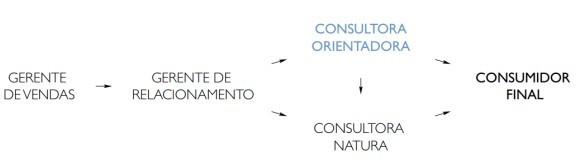 GERENTE
DE VENDAS
GERENTE DE
RELACIONAMENTO
CONSULTORA
ORIENTADORA
CONSULTORA
NATURA
CONSUMIDOR
FINAL